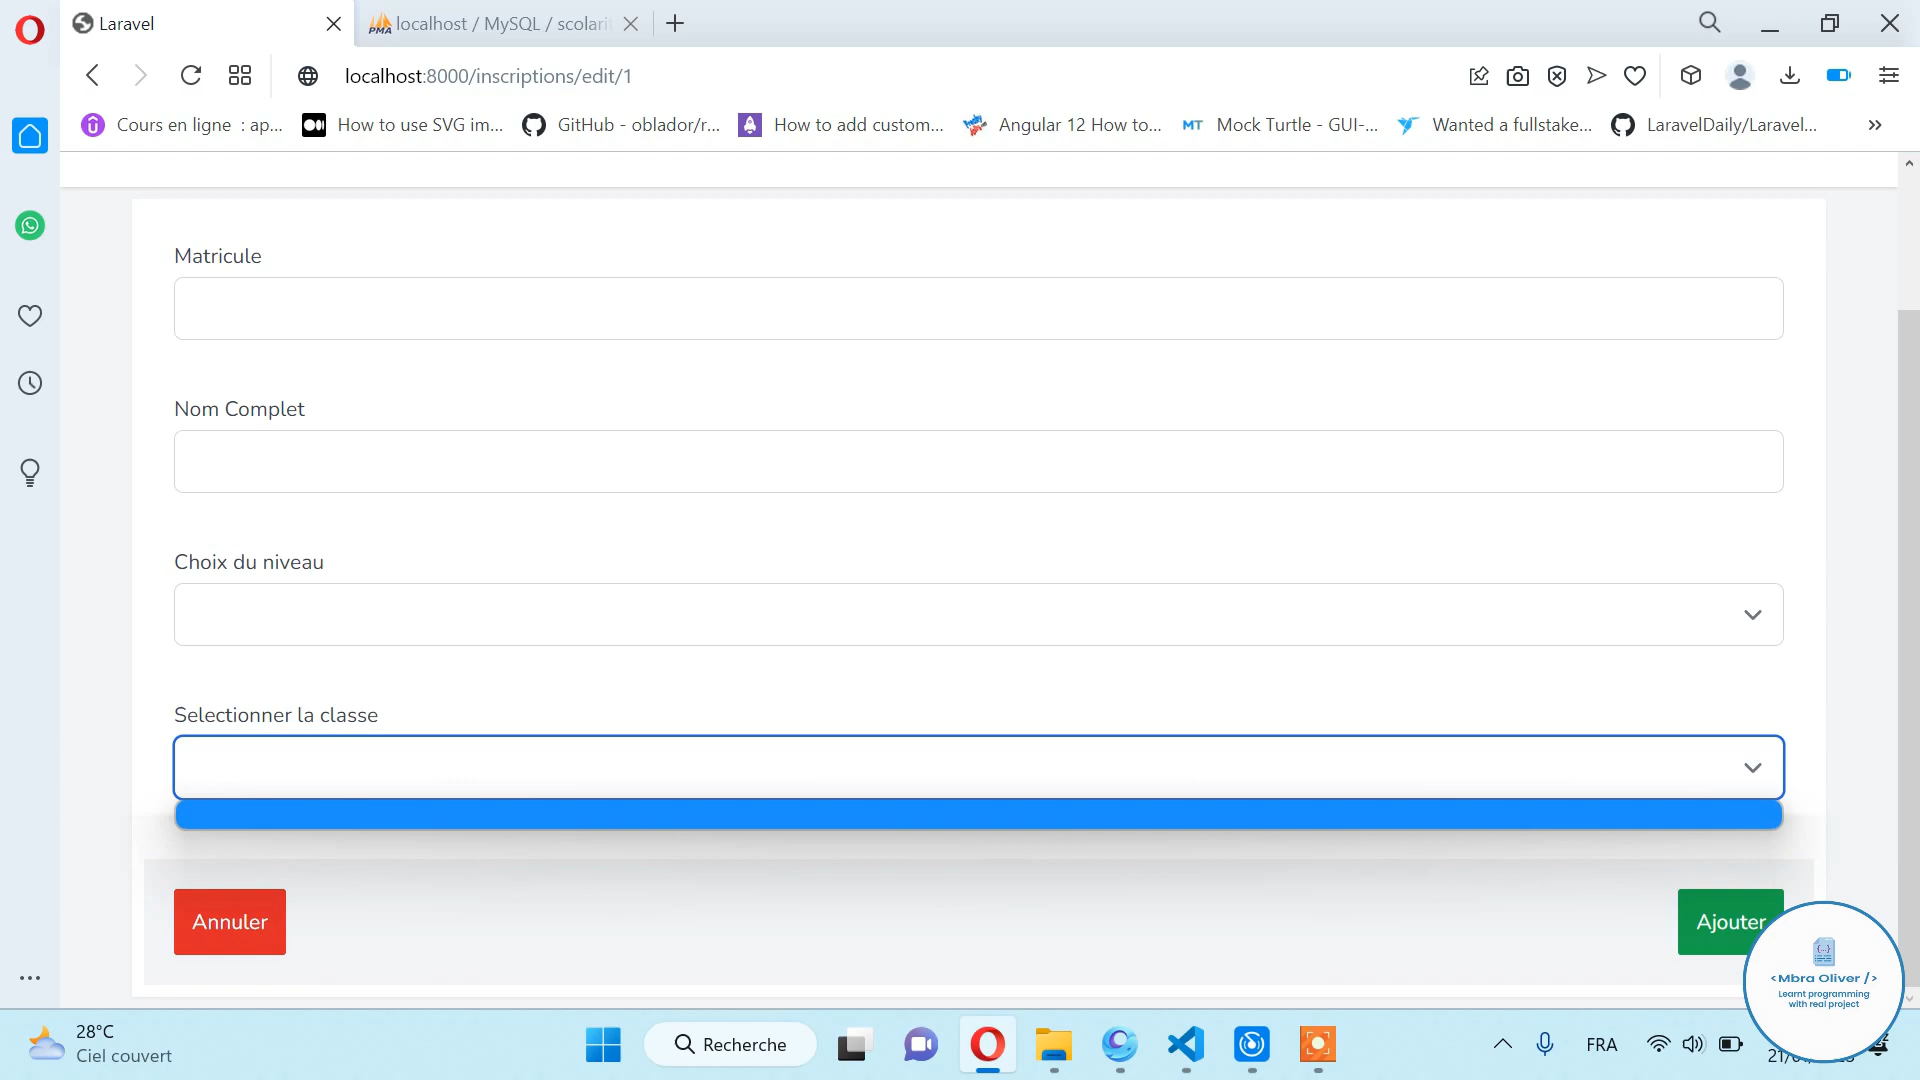 Laravel
localhost / MySQL / scolarit
localhost:8000/inscriptions/edit/1
Cours en ligne : ap...
How to use SVG im...
GitHub - oblador/r...
How to add custom...
Angular 12 How to...
MT Mock Turtle - GUI-...
Wanted a fullstake...
LaravelDaily/Laravel...
Matricule
Nom Complet
Choix du niveau
Selectionner la classe
Annuler
Ajouter
{...}
<Mbra Oliver />
Learnt programming
with real project
28°C
Ciel couvert
Recherche
FRA